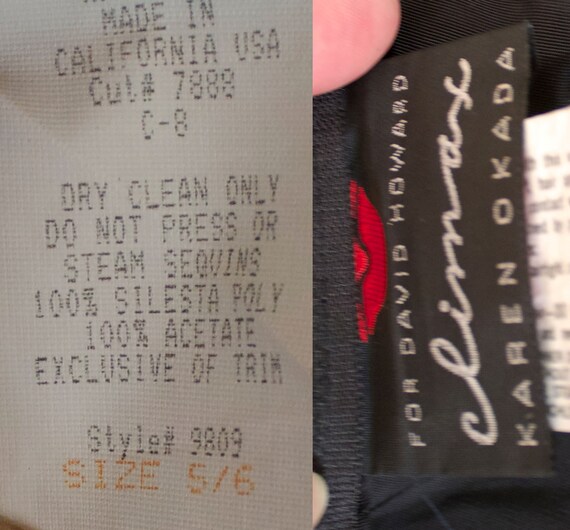 MADE IN
CALIFORNIA USA
Cut# 7888
C-8
DRY CLEAN ONLY
DO NOT PRESS OR
STEAM SEQUINS
100% SILESTA POLY
100% ACETATE
EXCLUSIVE OF TRIM
Style# 9809
SIZE 5/6
FOR DAVID HOWARD
Climax
KAREN OKADA